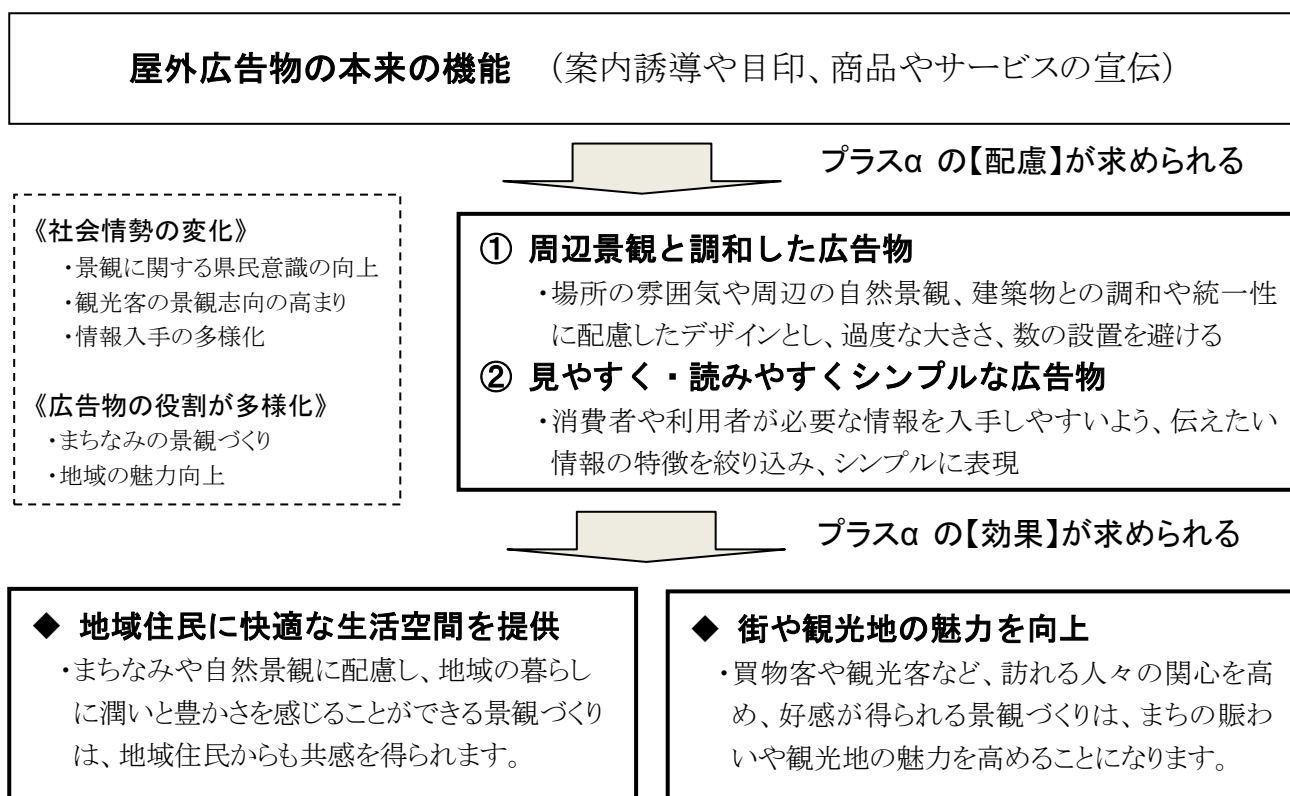 屋外広告物の本来の機能 （案内誘導や目印、商品やサービスの宣伝）
プラスα の【配慮】が求められる
《社会情勢の変化》
・景観に関する県民意識の向上
・観光客の景観志向の高まり
・情報入手の多様化
《広告物の役割が多様化》
・まちなみの景観づくり
・地域の魅力向上
① 周辺景観と調和した広告物
・場所の雰囲気や周辺の自然景観、建築物との調和や統一性
に配慮したデザインとし、過度な大きさ、数の設置を避ける
② 見やすく・読みやすくシンプルな広告物
・消費者や利用者が必要な情報を入手しやすいよう、伝えたい
情報の特徴を絞り込み、シンプルに表現
プラスα の【効果】が求められる
◆ 地域住民に快適な生活空間を提供
・まちなみや自然景観に配慮し、地域の暮らし
に潤いと豊かさを感じることができる景観づくり
は、地域住民からも共感を得られます。
◆ 街や観光地の魅力を向上
・買物客や観光客など、訪れる人々の関心を高
め、好感が得られる景観づくりは、まちの賑わ
いや観光地の魅力を高めることになります。